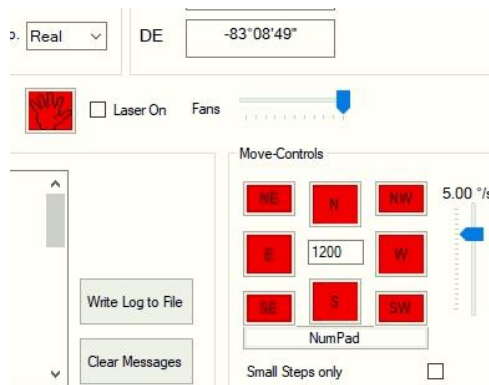 o. Real
DE
-83°08'49"
Laser On
Fans
Move-Controls
NE
N
NW
5.00 °/s
E
1200
W
SE
S
SW
NumPad
Small Steps only
Write Log to File
Clear Messages